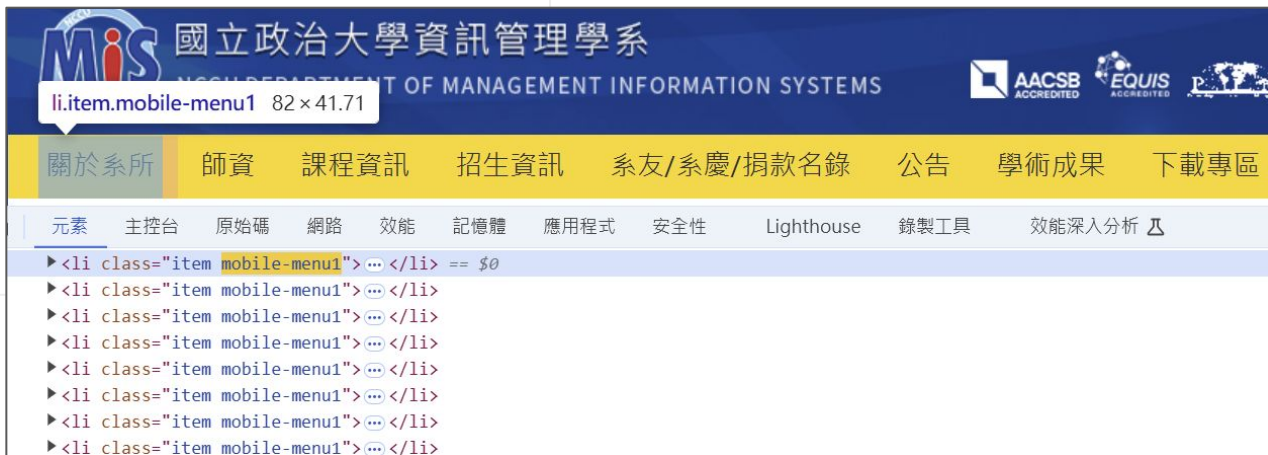 NCCU
MIS
國立政治大學資訊管理學系
NCCU DEPARTMENT OF MANAGEMENT INFORMATION SYSTEMS
AACSB
ACCREDITED
EQUIS
ACCREDITED
li.item.mobile-menu1 82 × 41.71
關於系所 師資 課程資訊 招生資訊 系友/系慶/捐款名錄 公告 學術成果 下載專區
元素 主控台 原始碼 網路 效能 記憶體 應用程式 安全性 Lighthouse 錄製工具 效能深入分析
<li class="item mobile-menu1">…</li> == $0
<li class="item mobile-menu1">…</li>
<li class="item mobile-menu1">…</li>
<li class="item mobile-menu1">…</li>
<li class="item mobile-menu1">…</li>
<li class="item mobile-menu1">…</li>
<li class="item mobile-menu1">…</li>
<li class="item mobile-menu1">…</li>